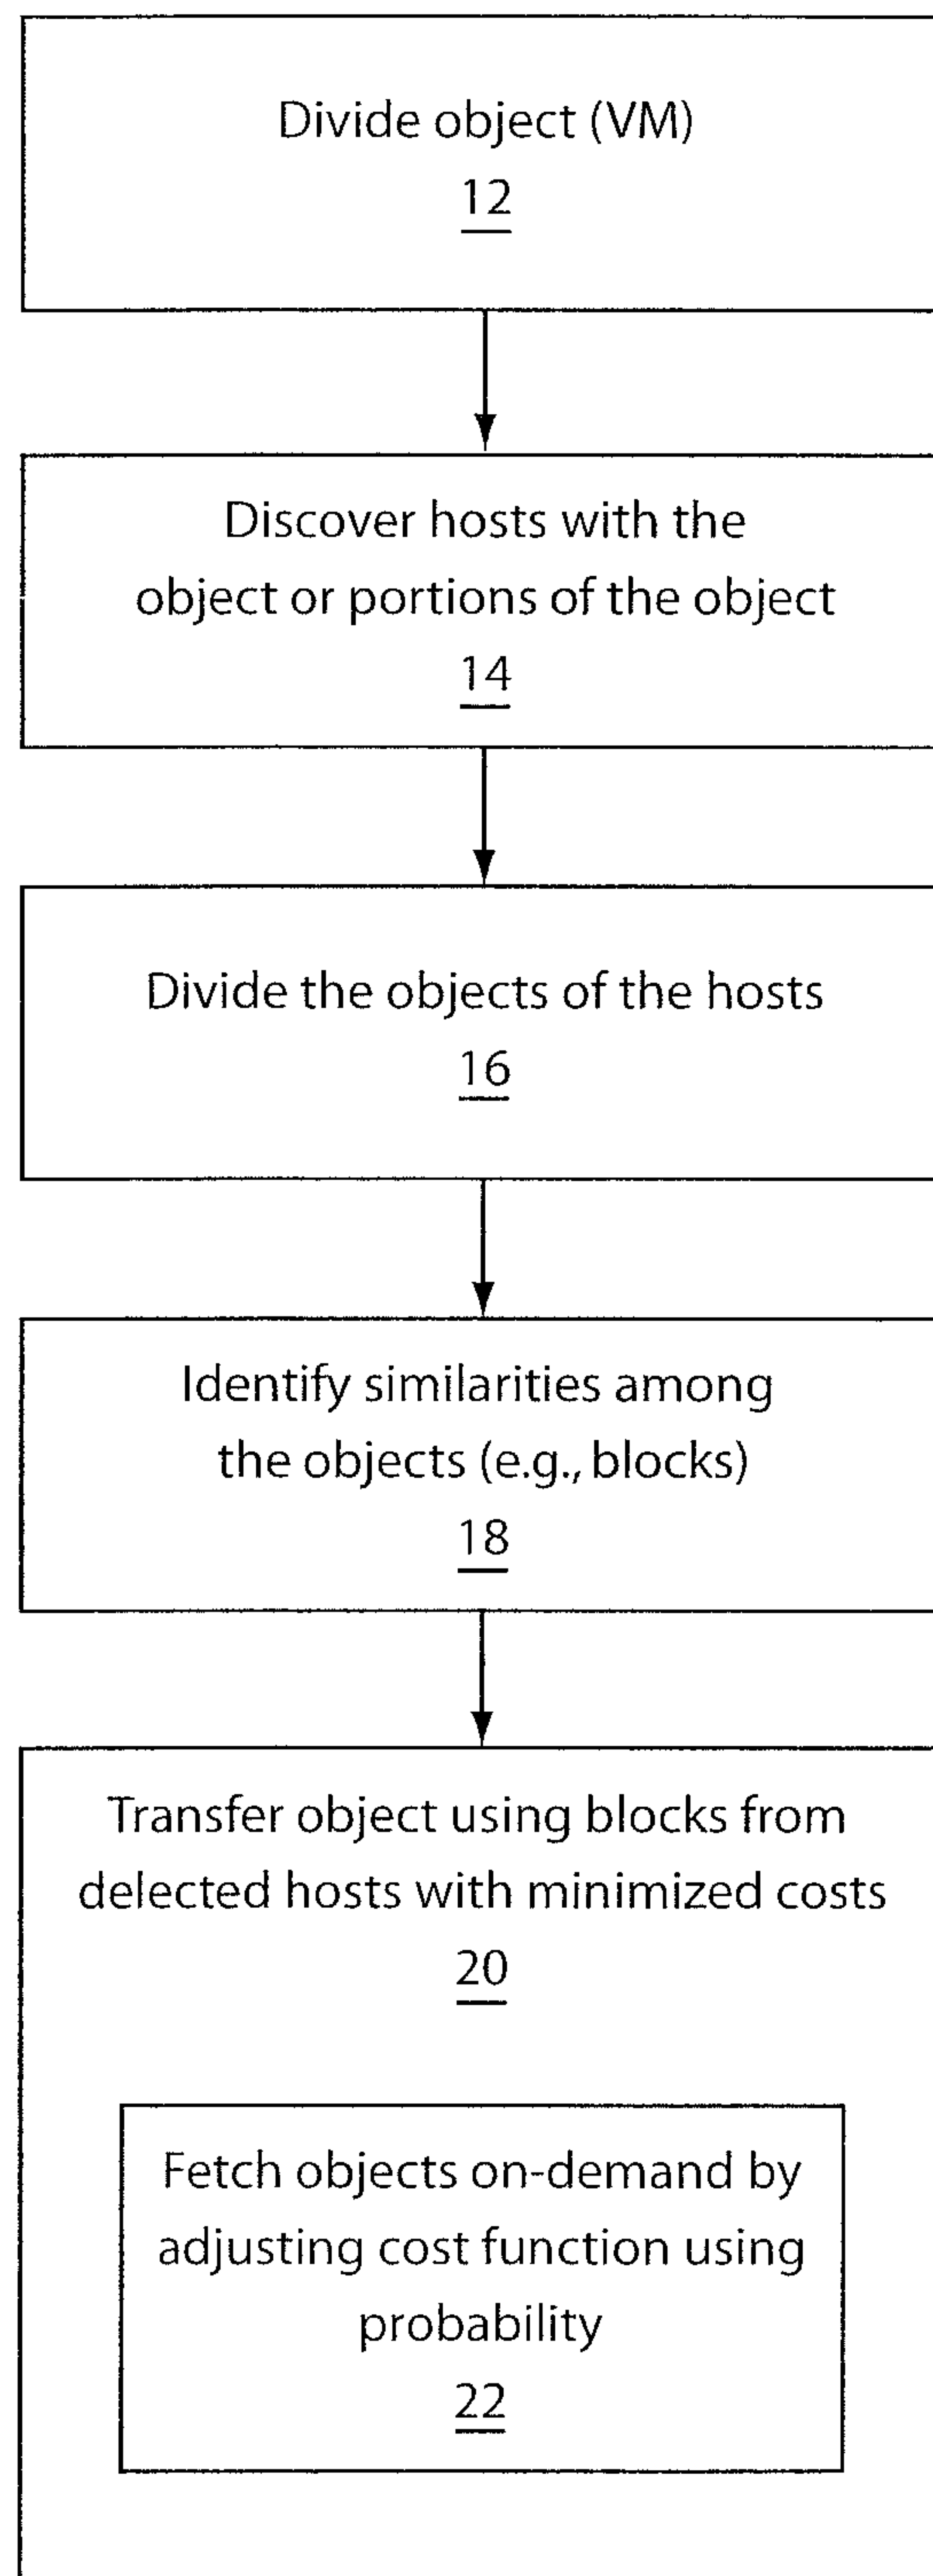 Divide object (VM)
12
Discover hosts with the
object or portions of the object
14
Divide the objects of the hosts
16
Identify similarities among
the objects (e.g., blocks)
18
Transfer object using blocks from
delected hosts with minimized costs
20
Fetch objects on-demand by
adjusting cost function using
probability
22